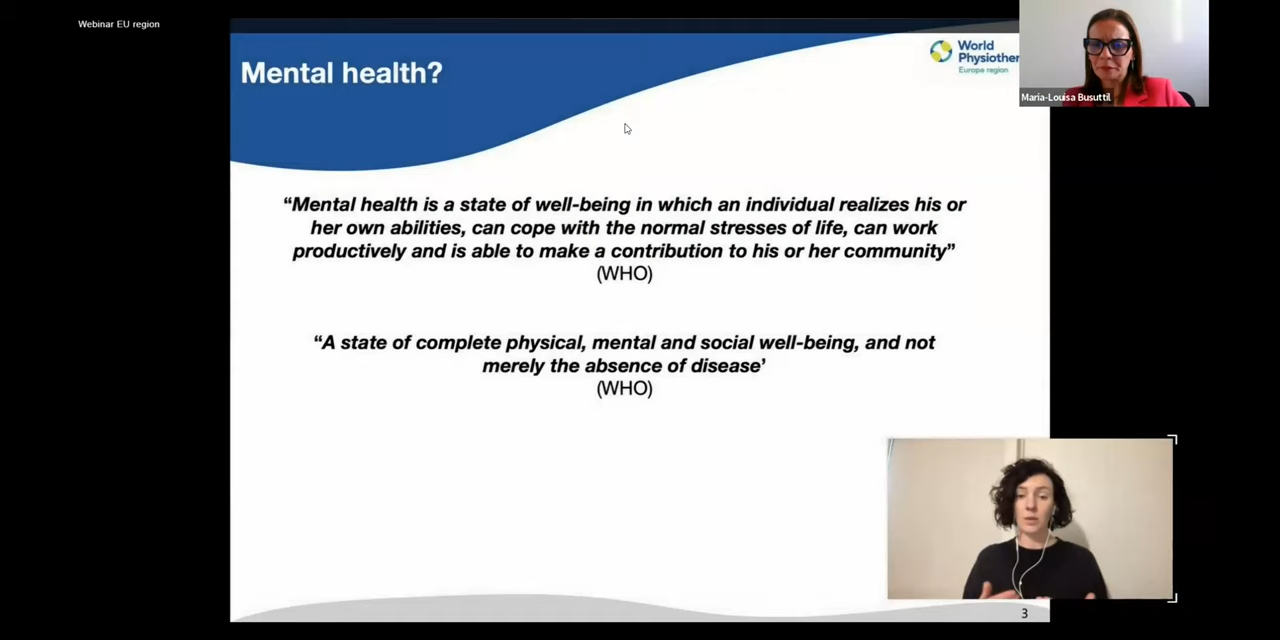 Webinar EU region
Mental health?
World
Physiother
Europe region
Maria-Louisa Busuttil
“Mental health is a state of well-being in which an individual realizes his or
her own abilities, can cope with the normal stresses of life, can work
productively and is able to make a contribution to his or her community”
(WHO)
“A state of complete physical, mental and social well-being, and not
merely the absence of disease’
(WHO)
3